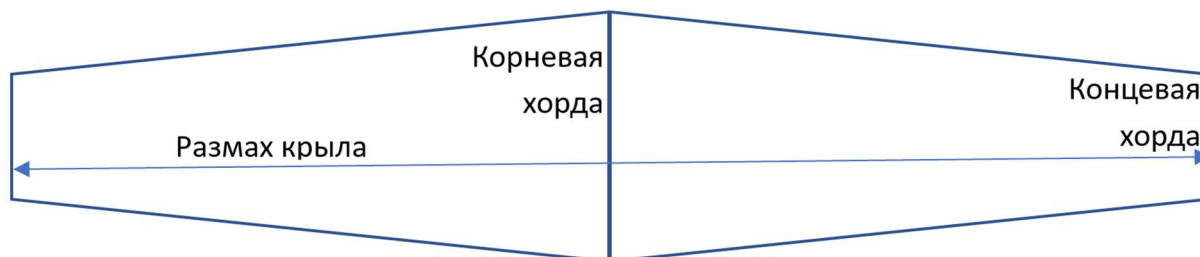 Корневая
хорда
Концевая
хорда
Размах крыла